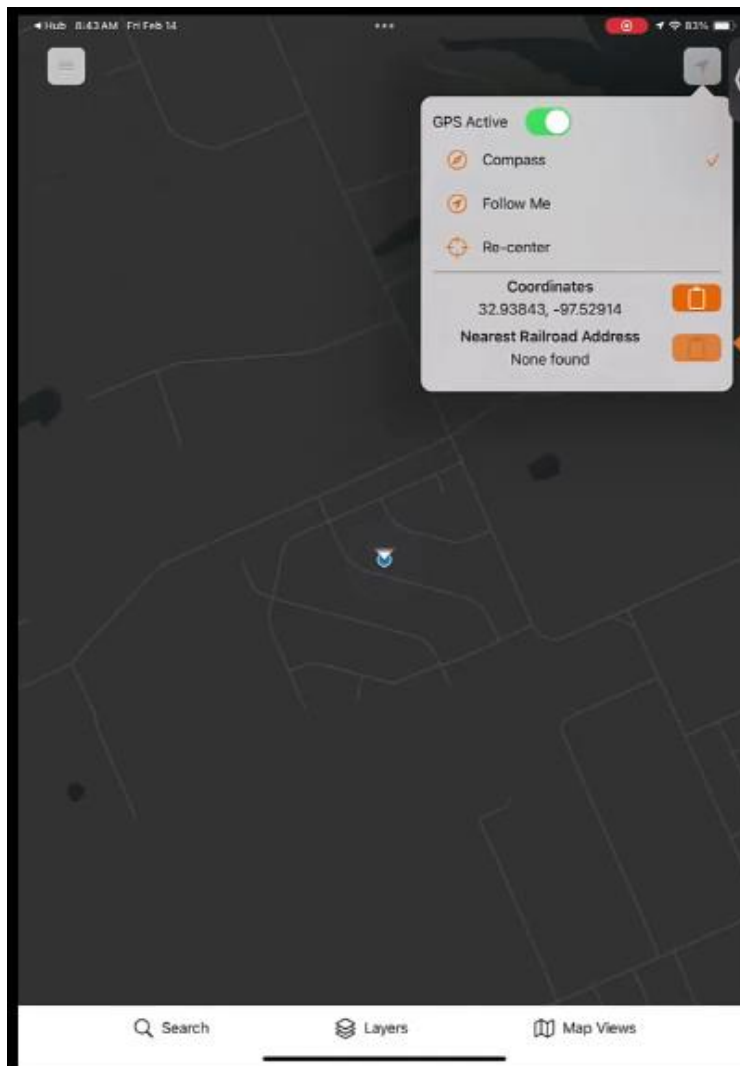 Hub 8:43 AM Fri Feb 14
83%
GPS Active
Compass
Follow Me
Re-center
Coordinates
32.93843, -97.52914
Nearest Railroad Address
None found
Search
Layers
Map Views